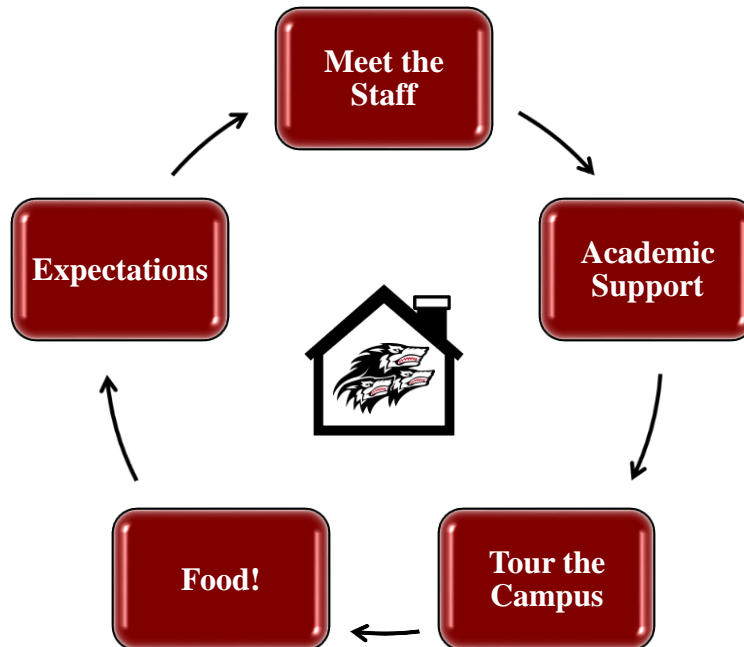 Meet the
Staff
Academic
Support
Tour the
Campus
Food!
Expectations